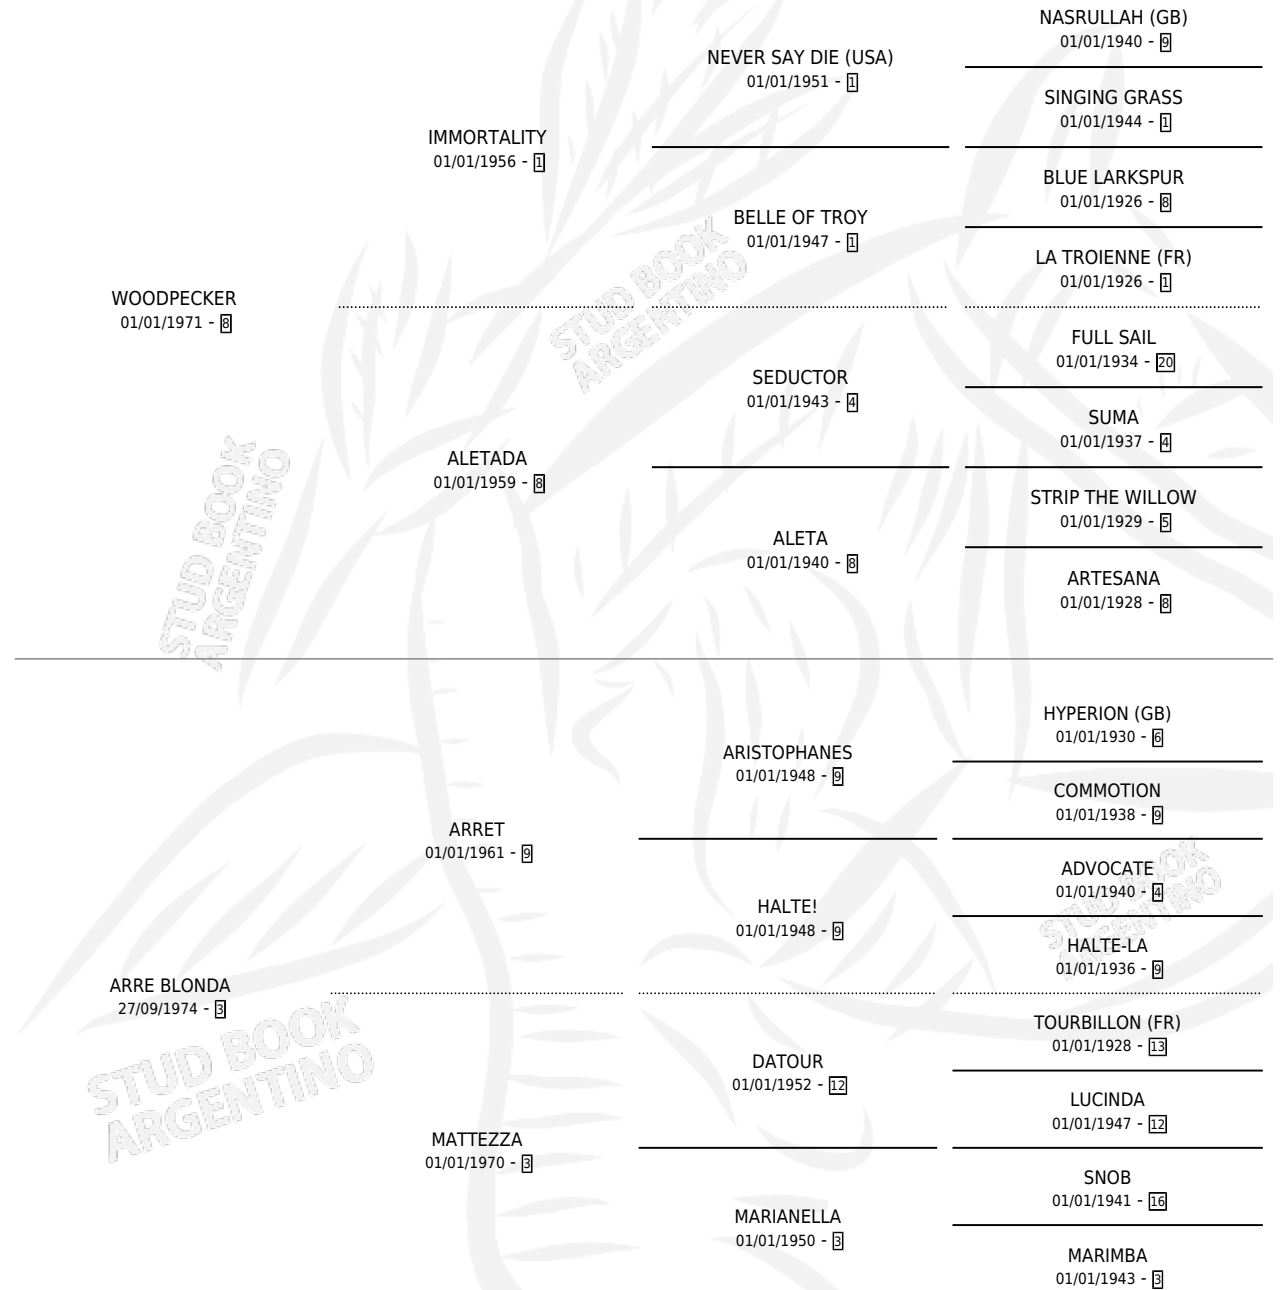 NASRULLAH (GB)
01/01/1940 - 9
NEVER SAY DIE (USA)
01/01/1951 - 1
SINGING GRASS
01/01/1944 - 1
IMMORTALITY
01/01/1956 - 1
BLUE LARKSPUR
01/01/1926 - 8
BELLE OF TROY
01/01/1947 - 1
LA TROIENNE (FR)
01/01/1926 - 1
WOODPECKER
01/01/1971 - 8
FULL SAIL
01/01/1934 - 20
SEDUCTOR
01/01/1943 - 4
SUMA
01/01/1937 - 4
ALETADA
01/01/1959 - 8
STRIP THE WILLOW
01/01/1929 - 5
ALETA
01/01/1940 - 8
ARTESANA
01/01/1928 - 8
HYPERION (GB)
01/01/1930 - 6
ARISTOPHANES
01/01/1948 - 9
COMMOTION
01/01/1938 - 9
ARRET
01/01/1961 - 9
ADVOCATE
01/01/1940 - 4
HALTE!
01/01/1948 - 9
HALTE-LA
01/01/1936 - 9
ARRE BLONDA
27/09/1974 - 3
TOURBILLON (FR)
01/01/1928 - 13
DATOUR
01/01/1952 - 12
LUCINDA
01/01/1947 - 12
MATTEZZA
01/01/1970 - 3
SNOB
01/01/1941 - 16
MARIANELLA
01/01/1950 - 3
MARIMBA
01/01/1943 - 3
STUD BOOK
ARGENTINO
STUD BOOK
ARGENTINO
STUD BOOK
ARGENTINO
STUD BOOK
ARGENTINO